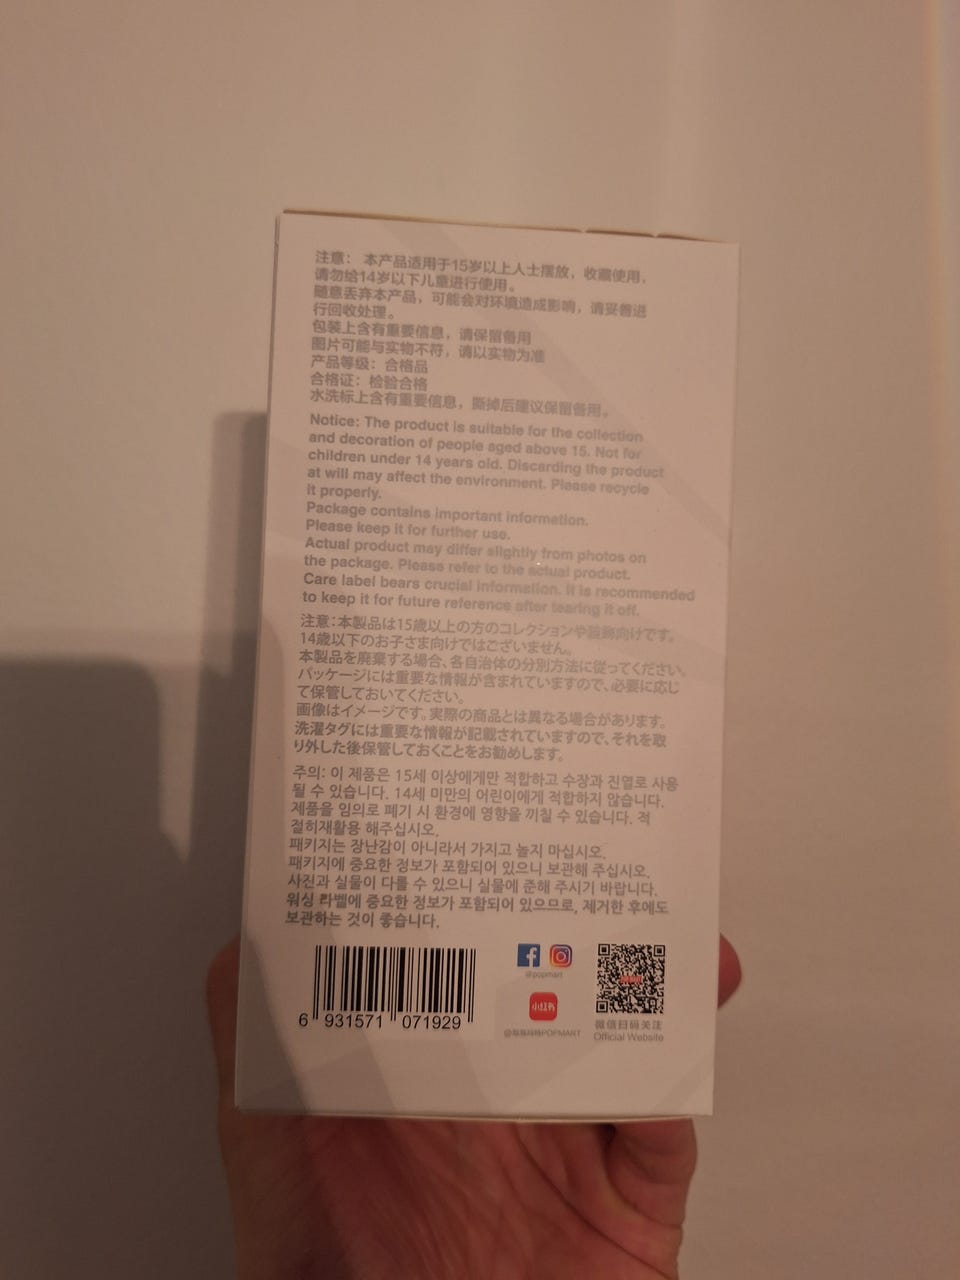 注意： 本产品适用于15岁以上人士摆放，收藏使用，
请勿给14岁以下儿童进行使用。
随意丢弃本产品，可能会对环境造成影响，请妥善进
行回收处理。
包装上含有重要信息，请保留备用
图片可能与实物不符，请以实物为准
产品等级：合格品
合格证：检验合格
水洗标上含有重要信息，撕掉后建议保留备用。
Notice: The product is suitable for the collection
and decoration of people aged above 15. Not for
children under 14 years old. Discarding the product
at will may affect the environment. Please recycle
it properly.
Package contains important information.
Please keep it for further use.
Actual product may differ slightly from photos on
the package. Please refer to the actual product.
Care label bears crucial information. It is recommended
to keep it for future reference after tearing it off.
注意：本製品は15歳以上の方のコレクションや装飾向けです。
14歳以下のお子さま向けではございません。
本製品を廃棄する場合、各自治体の分別方法に従ってください。
パッケージには重要な情報が含まれていますので、必要に応じ
て保管しておいてください。
画像はイメージです。実際の商品とは異なる場合があります。
洗濯タグには重要な情報が記載されていますので、それを取
り外した後保管しておくことをお勧めします。
주의: 이 제품은 15세 이상에게만 적합하고 수장과 진열로 사용
될 수 있습니다. 14세 미만의 어린이에게 적합하지 않습니다.
제품을 임의로 폐기 시 환경에 영향을 끼칠 수 있습니다. 적
절히재활용 해주십시오.
패키지는 장난감이 아니라서 가지고 놀지 마십시오.
패키지에 중요한 정보가 포함되어 있으니 보관해 주십시오.
사진과 실물이 다를 수 있으니 실물에 준해 주시기 바랍니다.
워싱 라벨에 중요한 정보가 포함되어 있으므로, 제거한 후에도
보관하는 것이 좋습니다.
6 931571 071929
@popmart
小红书
@泡泡玛特POPMART
微信扫码关注
Official Website